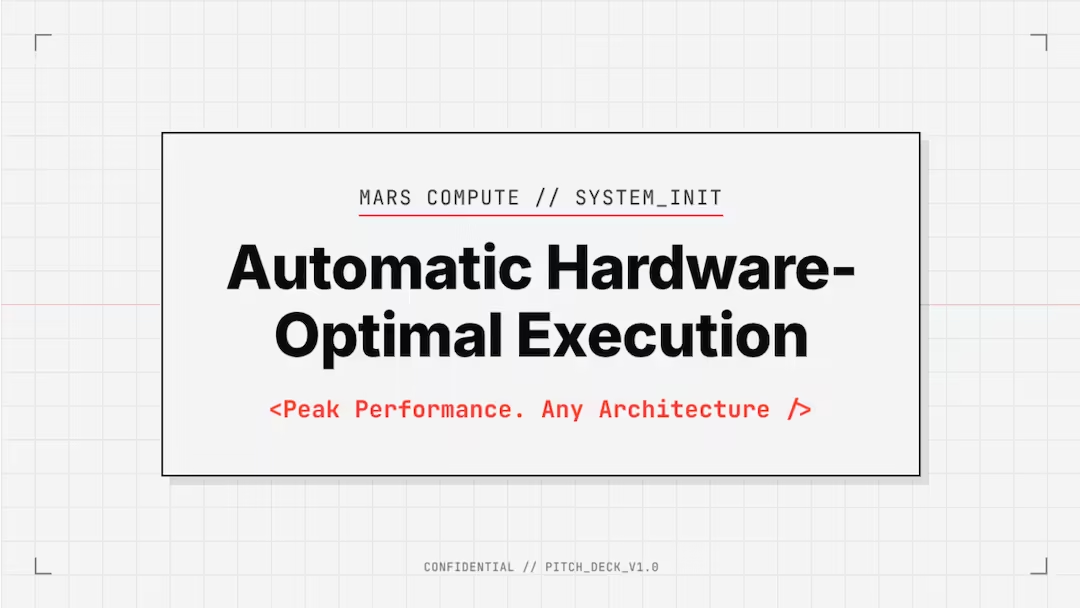 MARS COMPUTE // SYSTEM_INIT
Automatic Hardware-
Optimal Execution
<Peak Performance. Any Architecture />
CONFIDENTIAL // PITCH_DECK_V1.0